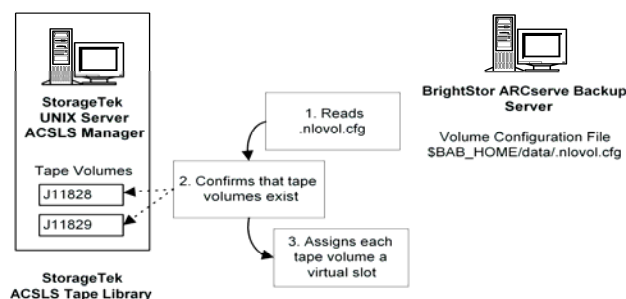 StorageTek
UNIX Server
ACSLS Manager
Tape Volumes
J11828
J11829
StorageTek
ACSLS Tape Library
1. Reads
.nlovol.cfg
2. Confirms that tape
volumes exist
3. Assigns each
tape volume a
virtual slot
BrightStor ARCserve Backup
Server
Volume Configuration File
$BAB_HOME/data/.nlovol.cfg